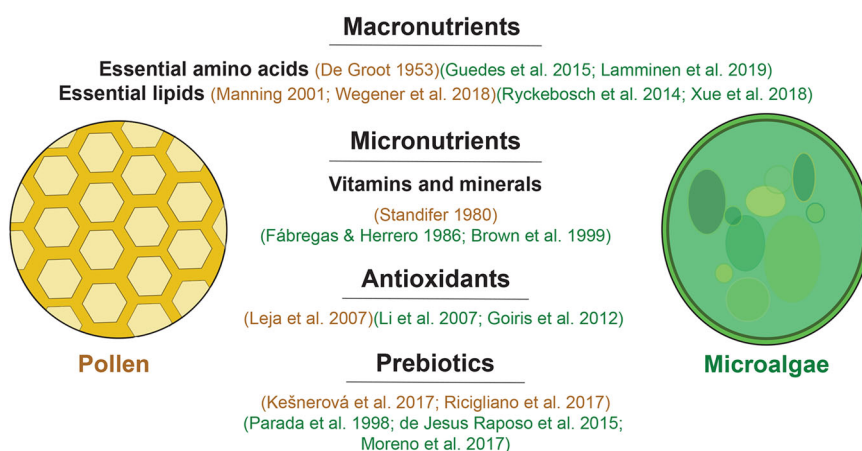 Macronutrients
Essential amino acids (De Groot 1953)(Guedes et al. 2015; Lamminen et al. 2019)
Essential lipids (Manning 2001; Wegener et al. 2018)(Ryckebosch et al. 2014; Xue et al. 2018)
Micronutrients
Vitamins and minerals
(Standifer 1980)
(Fábregas & Herrero 1986; Brown et al. 1999)
Antioxidants
(Leja et al. 2007)(Li et al. 2007; Goiris et al. 2012)
Pollen
Prebiotics
Microalgae
(Kešnerová et al. 2017; Ricigliano et al. 2017)
(Parada et al. 1998; de Jesus Raposo et al. 2015;
Moreno et al. 2017)